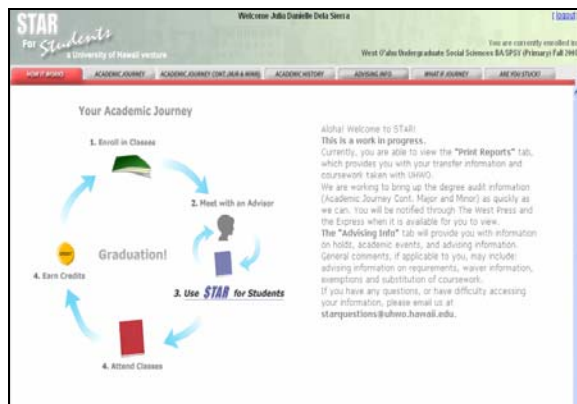 Welcome Julia Danielle Dela Sierra
[logout]
STAR
For Students
a University of Hawaii venture
You are currently enrolled in
West O'ahu Undergraduate Social Sciences BA SPSY (Primary) Fall
HOW IT WORKS
ACADEMIC JOURNEY
ACADEMIC JOURNEY CONT. (MJR & MINR)
ACADEMIC HISTORY
ADVISING INFO
WHAT IF JOURNEY
ARE YOU STUCK?
Your Academic Journey
1. Enroll in Classes
2. Meet with an Advisor
Graduation!
4. Earn Credits
3. Use STAR for Students
4. Attend Classes
Aloha! Welcome to STAR!
This is a work in progress.
Currently, you are able to view the "Print Reports" tab,
which provides you with your transfer information and
coursework taken with UHWO.
We are working to bring up the degree audit information
(Academic Journey Cont. Major and Minor) as quickly as
we can. You will be notified through The West Press and
the Express when it is available for you to view.
The "Advising Info" tab will provide you with information
on holds, academic events, and advising information.
General comments, if applicable to you, may include:
advising information on requirements, waiver information,
exemptions and substitution of coursework.
If you have any questions, or have difficulty accessing
your information, please email us at
starquestions@uhwo.hawaii.edu.